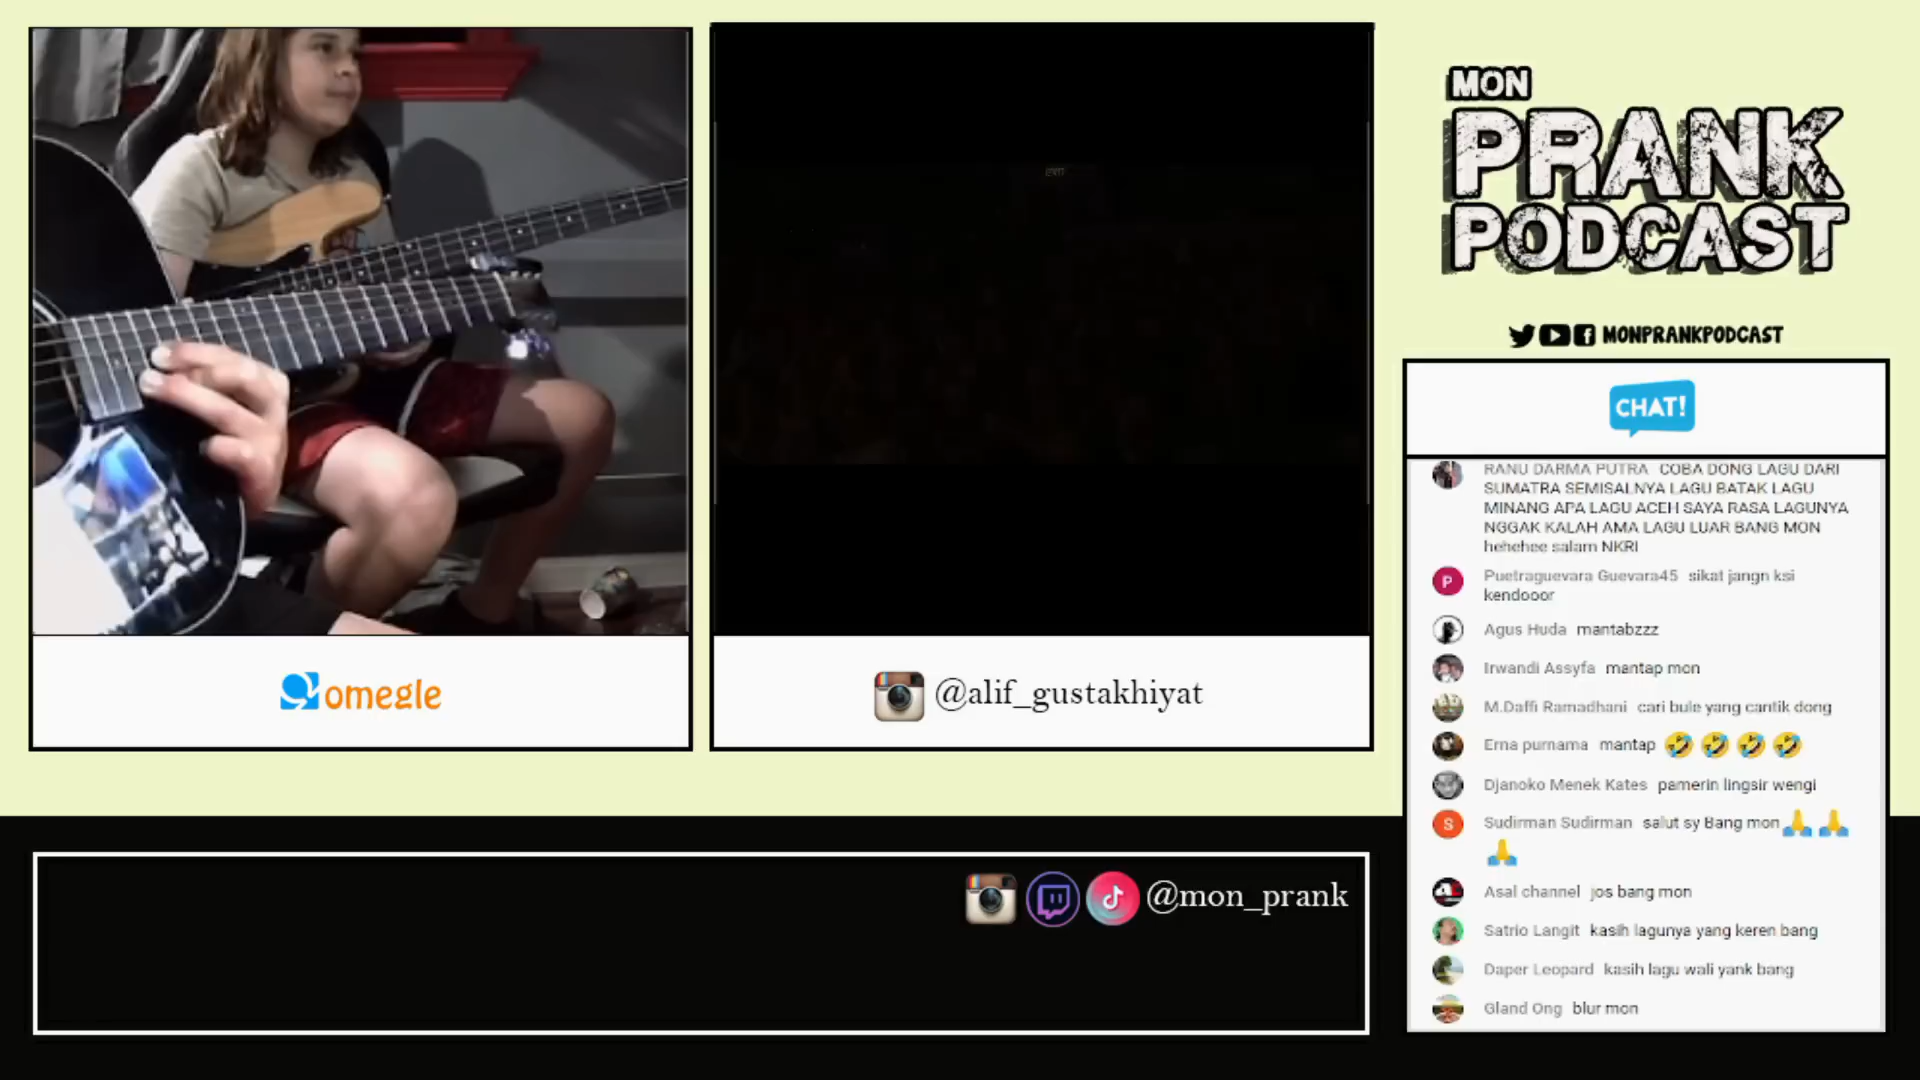 MON
PRANK
PODCAST
MONPRANKPODCAST
CHAT!
RANU DARMA PUTRA COBA DONG LAGU DARI
SUMATRA SEMISALNYA LAGU BATAK LAGU
MINANG APA LAGU ACEH SAYA RASA LAGUNYA
NGGAK KALAH AMA LAGU LUAR BANG MON
hehehee salam NKRI
P
Puetraguevara Guevara45 sikat jangn ksi
kendooor
Agus Huda mantabzzz
Irwandi Assyfa mantap mon
M.Daffi Ramadhani cari bule yang cantik dong
Erna purnama mantap 🤣🤣🤣🤣
Djanoko Menek Kates pamerin lingsir wengi
S
Sudirman Sudirman salut sy Bang mon🙏🙏
🙏
Asal channel jos bang mon
Satrio Langit kasih lagunya yang keren bang
Daper Leopard kasih lagu wali yank bang
Gland Ong blur mon
omegle
@alif_gustakhiyat
@mon_prank